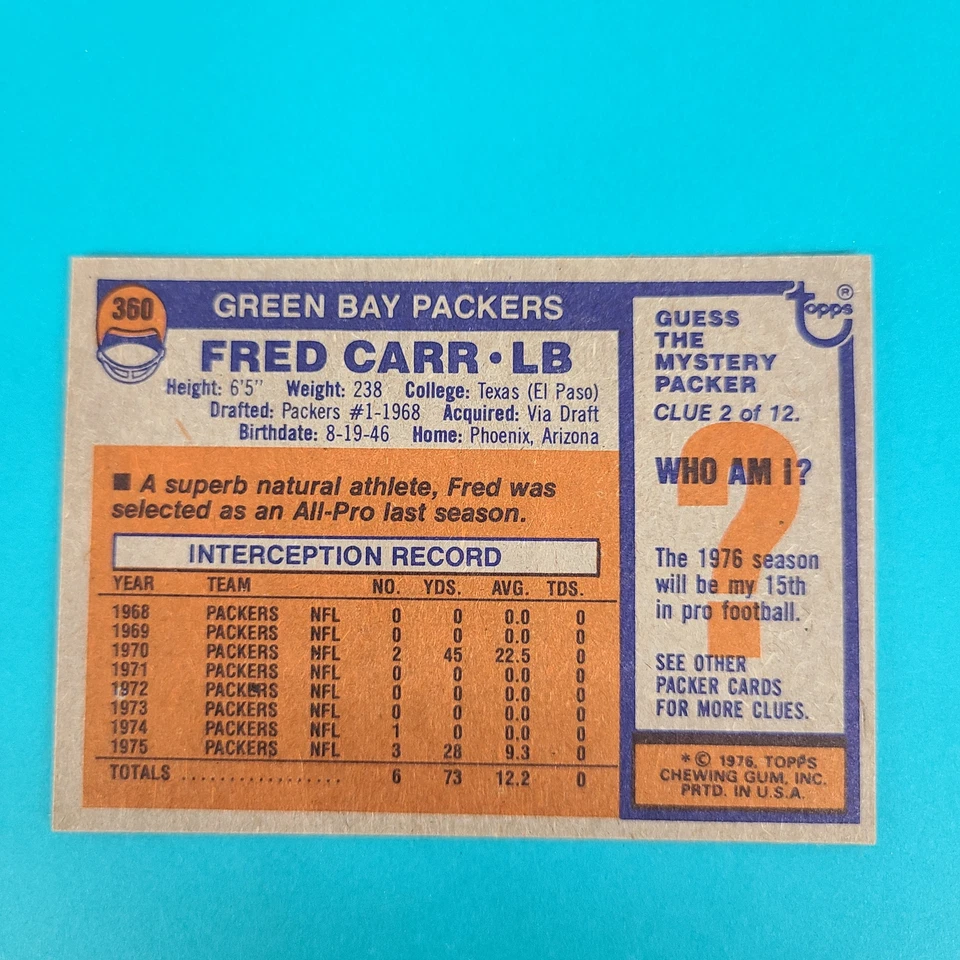 360
GREEN BAY PACKERS
FRED CARR • LB
Height: 6'5" Weight: 238 College: Texas (El Paso)
Drafted: Packers #1-1968 Acquired: Via Draft
Birthdate: 8-19-46 Home: Phoenix, Arizona
■ A superb natural athlete, Fred was
selected as an All-Pro last season.
INTERCEPTION RECORD
YEAR TEAM NO. YDS. AVG. TDS.
1968 PACKERS NFL 0 0 0.0 0
1969 PACKERS NFL 0 0 0.0 0
1970 PACKERS NFL 2 45 22.5 0
1971 PACKERS NFL 0 0 0.0 0
1972 PACKERS NFL 0 0 0.0 0
1973 PACKERS NFL 0 0 0.0 0
1974 PACKERS NFL 1 0 0.0 0
1975 PACKERS NFL 3 28 9.3 0
TOTALS ................. 6 73 12.2 0
topps ®
GUESS
THE
MYSTERY
PACKER
CLUE 2 of 12.
?
WHO AM I?
The 1976 season
will be my 15th
in pro football.
SEE OTHER
PACKER CARDS
FOR MORE CLUES.
* © 1976, TOPPS
CHEWING GUM, INC.
PRTD. IN U.S.A.